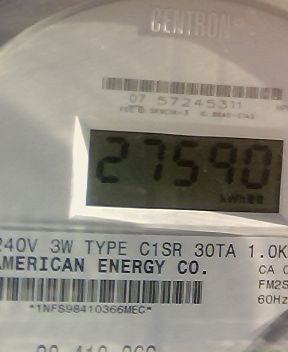 CENTRON
07 57245311
27590
kWh
240V 3W TYPE C1SR 30TA 1.0K
AMERICAN ENERGY CO.
CA 0
FM2S
60Hz
*1NFS98410366MEC*